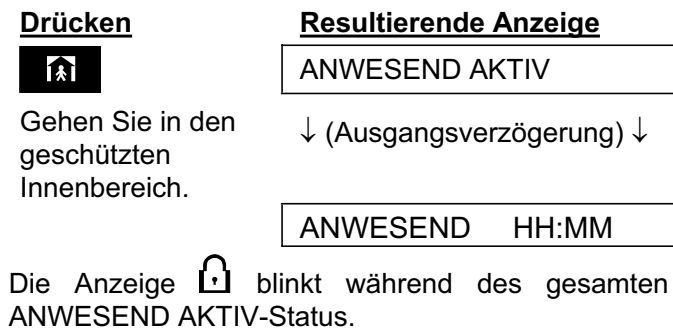 Drücken Resultierende Anzeige
ANWESEND AKTIV
Gehen Sie in den
geschützten
Innenbereich.
↓ (Ausgangsverzögerung) ↓
ANWESEND HH:MM
Die Anzeige blinkt während des gesamten
ANWESEND AKTIV-Status.